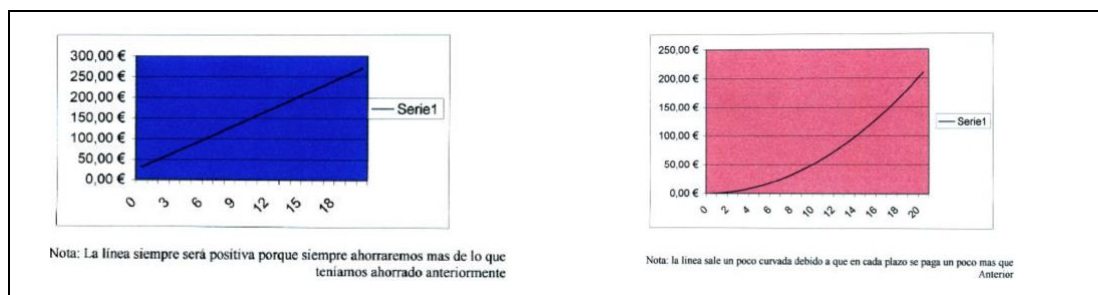 300,00 €
250,00 €
200,00 €
150,00 €
100,00 €
50,00 €
0,00 €
0 3 6 9 12 15 18
Serie1
Nota: La línea siempre será positiva porque siempre ahorraremos mas de lo que
teníamos ahorrado anteriormente
250,00 €
200,00 €
150,00 €
100,00 €
50,00 €
0,00 €
0 2 4 6 8 10 12 14 16 18 20
Serie1
Nota: la linea sale un poco curvada debido a que en cada plazo se paga un poco mas que
Anterior